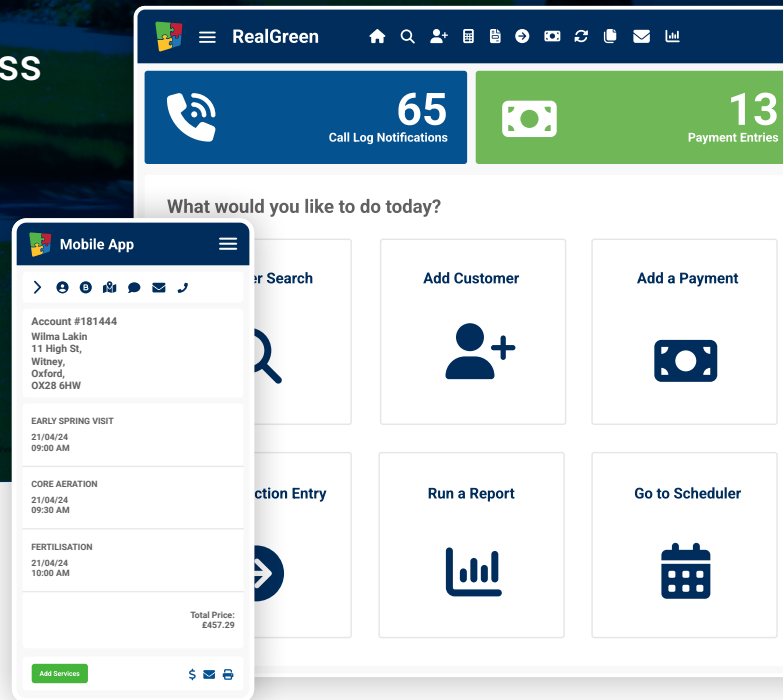 ss
RealGreen
65
Call Log Notifications
13
Payment Entries
What would you like to do today?
er Search
Add Customer
Add a Payment
ction Entry
Run a Report
Go to Scheduler
Mobile App
Account #181444
Wilma Lakin
11 High St,
Witney,
Oxford,
OX28 6HW
EARLY SPRING VISIT
21/04/24
09:00 AM
CORE AERATION
21/04/24
09:30 AM
FERTILISATION
21/04/24
10:00 AM
Total Price:
£457.29
Add Services